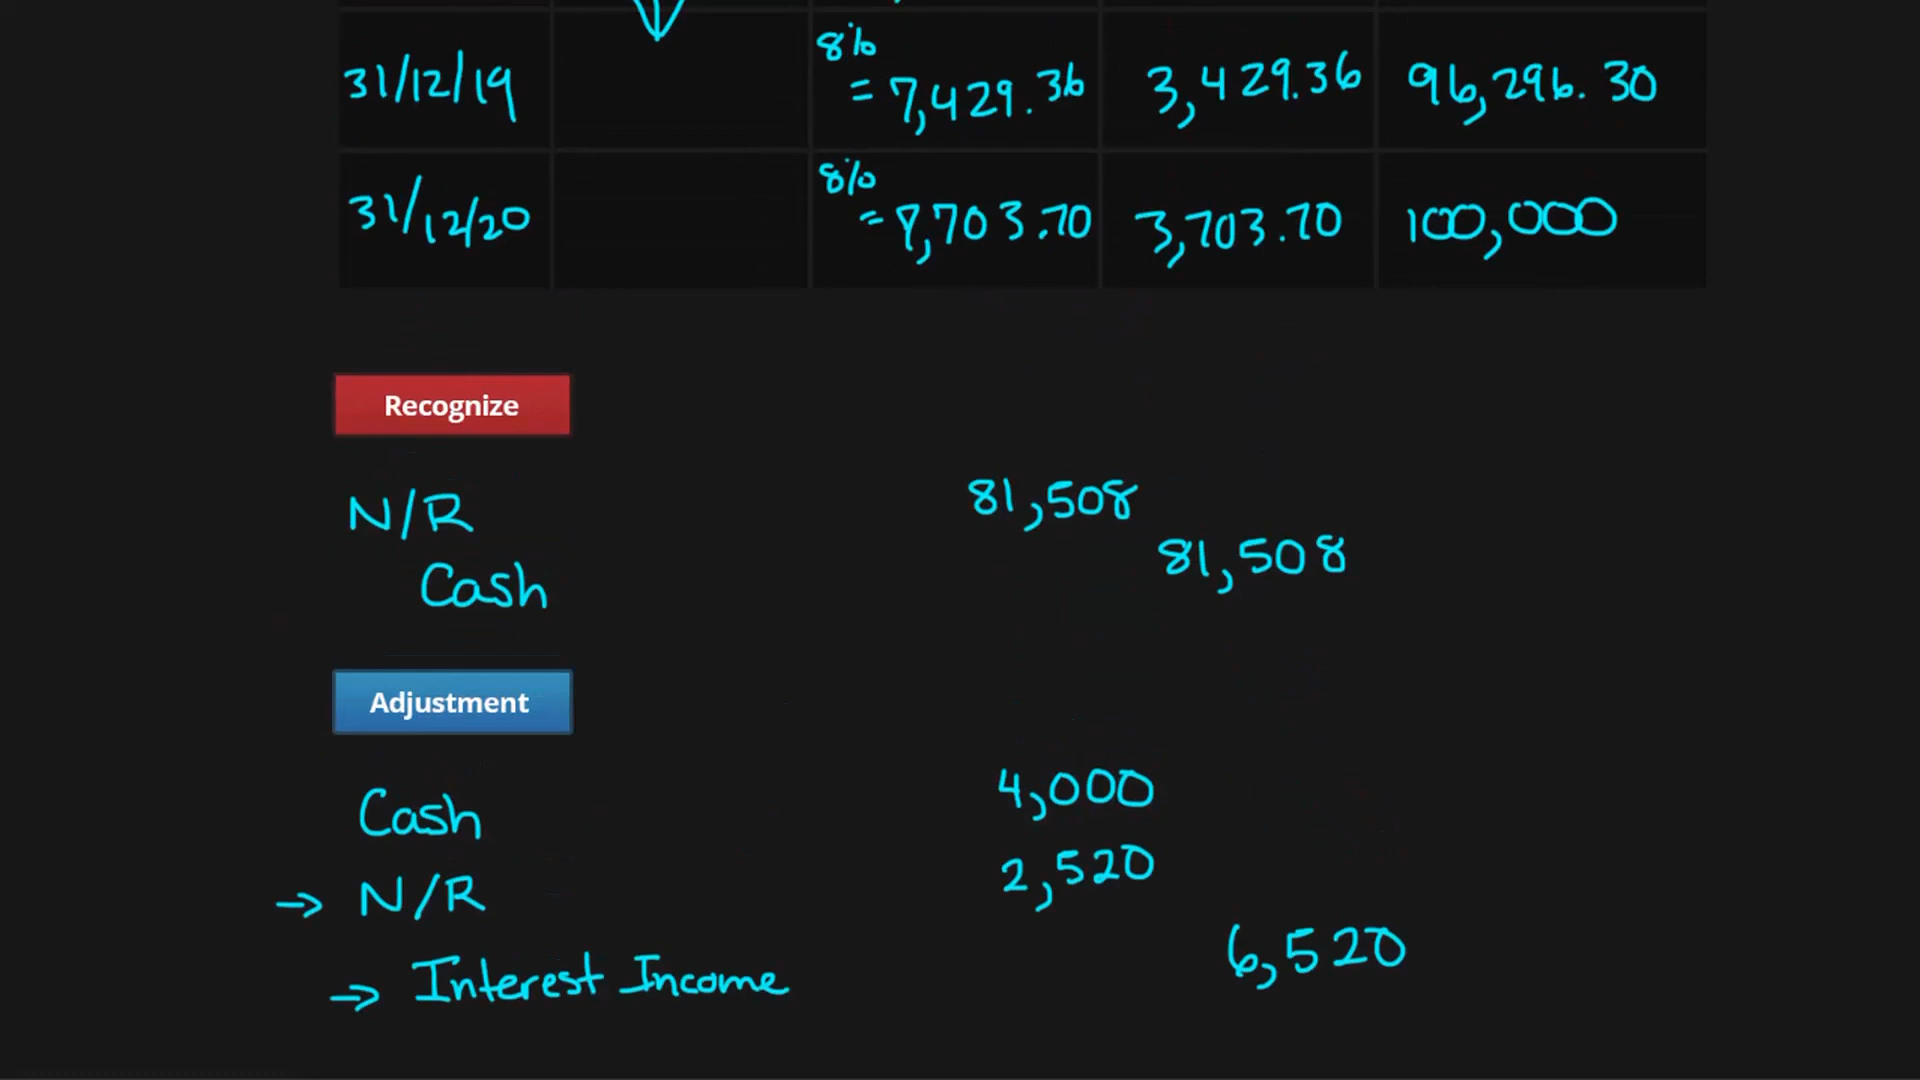 31/12/19 8% = 7,429.36 3,429.36 96,296.30
31/12/20 8% = 7,703.70 3,703.70 100,000
Recognize
N/R 81,508
Cash 81,508
Adjustment
Cash 4,000
→ N/R 2,520
→ Interest Income 6,520